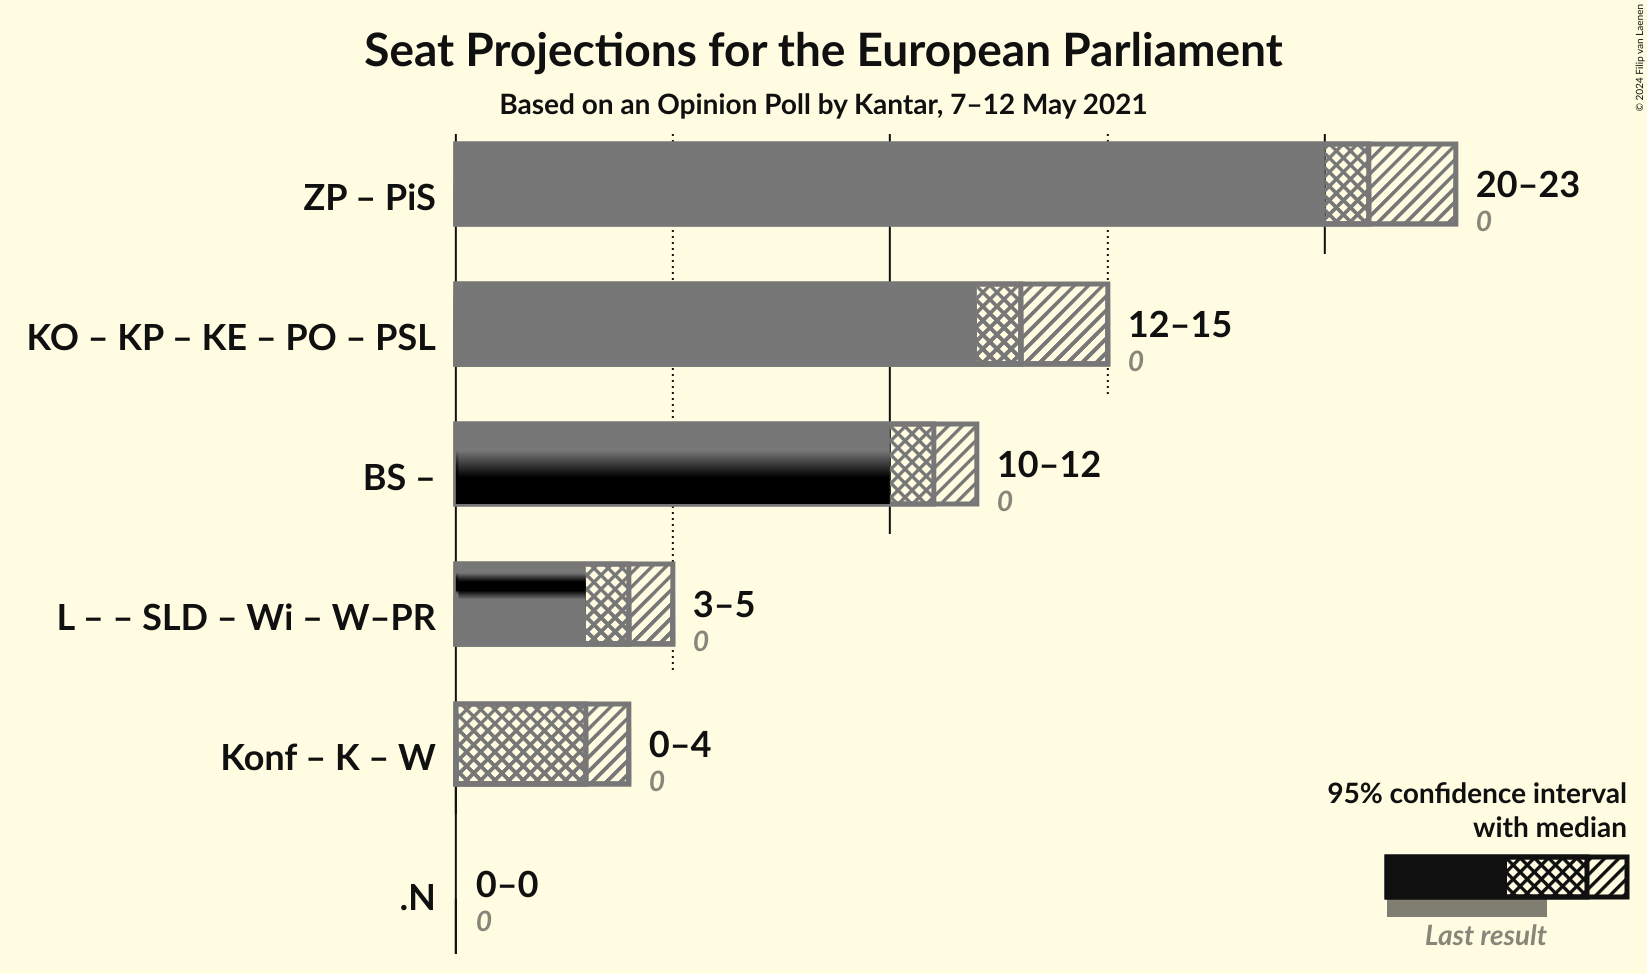 Seat Projections for the European Parliament
Based on an Opinion Poll by Kantar, 7–12 May 2021
© 2024 Filip van Laenen
ZP – PiS
20–23
0
KO – KP – KE – PO – PSL
12–15
0
BS –
10–12
0
L – – SLD – Wi – W–PR
3–5
0
Konf – K – W
0–4
0
.N
0–0
0
95% confidence interval
with median
Last result